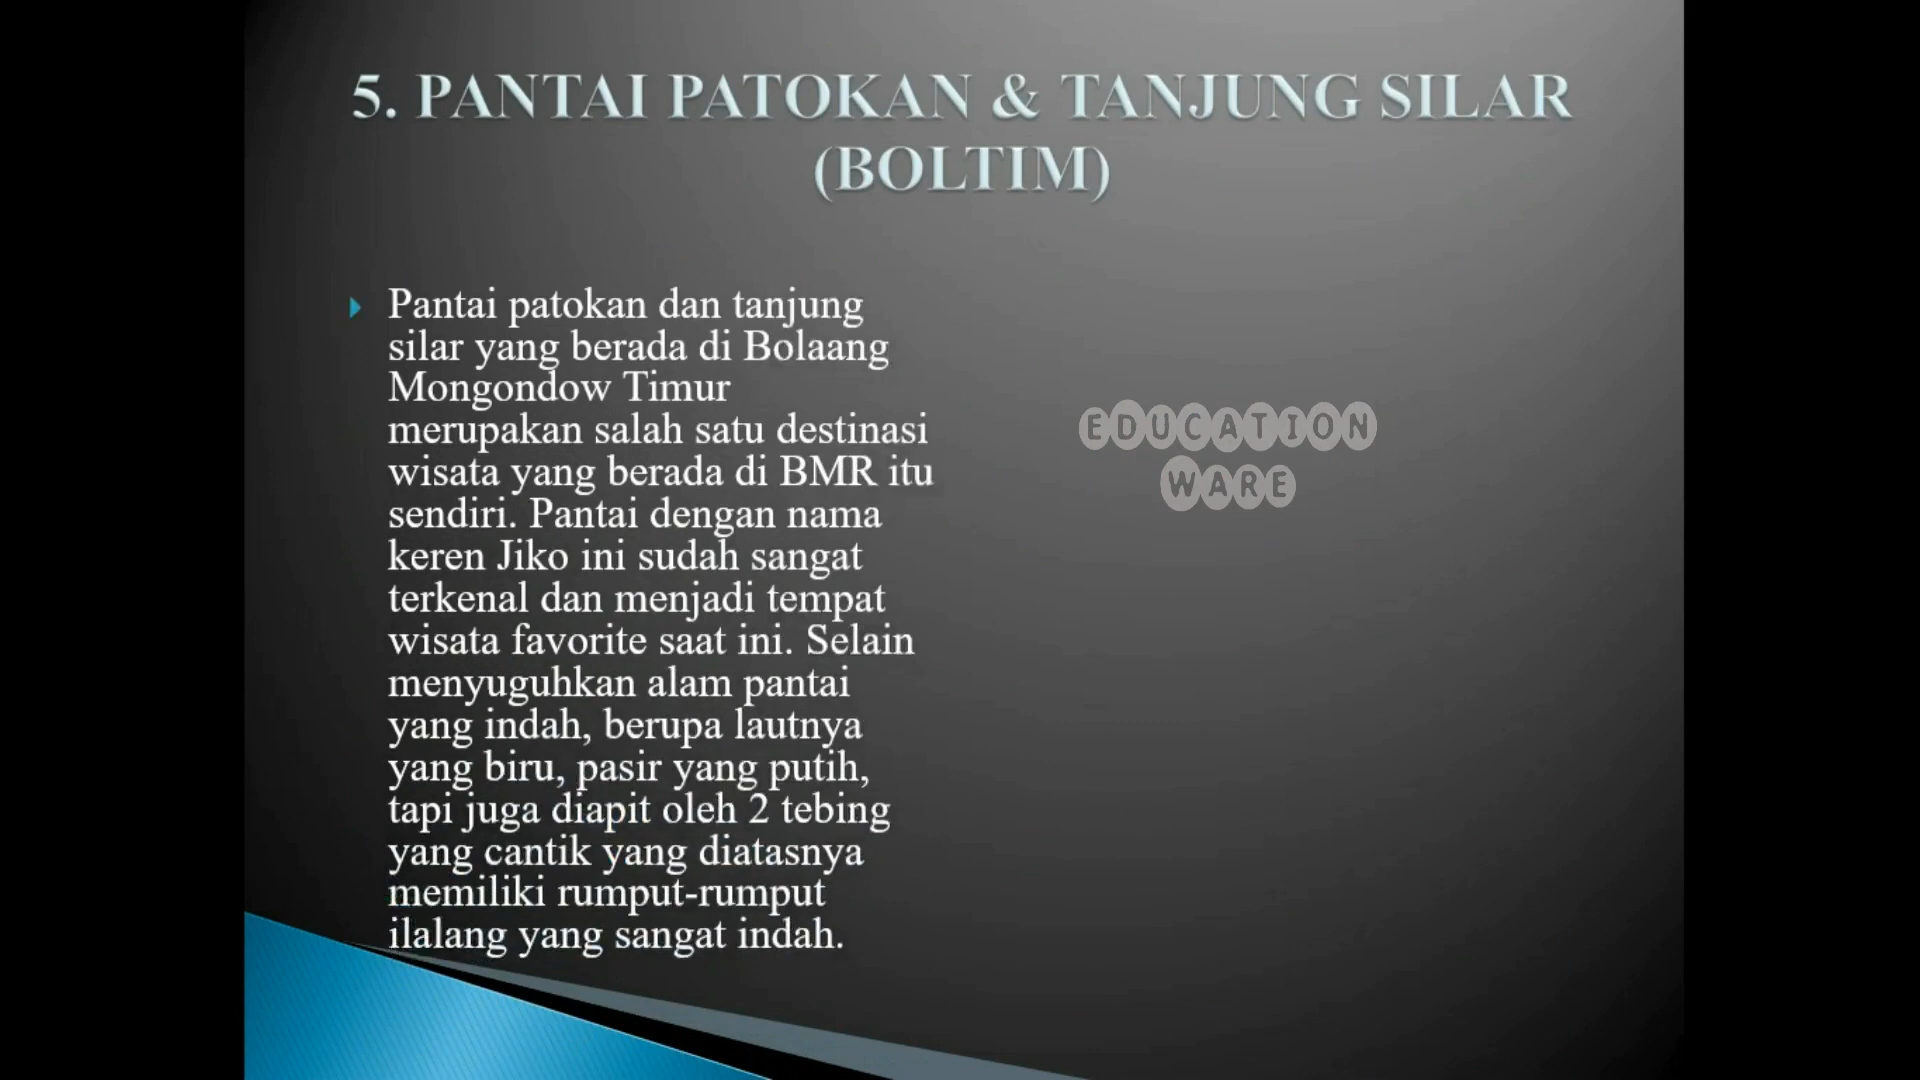 5. PANTAI PATOKAN & TANJUNG SILAR
(BOLTIM)
Pantai patokan dan tanjung
silar yang berada di Bolaang
Mongondow Timur
merupakan salah satu destinasi
wisata yang berada di BMR itu
sendiri. Pantai dengan nama
keren Jiko ini sudah sangat
terkenal dan menjadi tempat
wisata favorite saat ini. Selain
menyuguhkan alam pantai
yang indah, berupa lautnya
yang biru, pasir yang putih,
tapi juga diapit oleh 2 tebing
yang cantik yang diatasnya
memiliki rumput-rumput
ilalang yang sangat indah.
EDUCATION
WARE